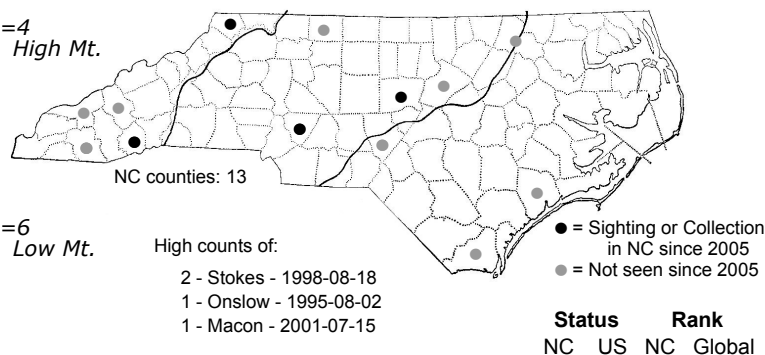 =4
High Mt.
NC counties: 13
=6
Low Mt.
High counts of:
2 - Stokes - 1998-08-18
1 - Onslow - 1995-08-02
1 - Macon - 2001-07-15
● = Sighting or Collection
in NC since 2005
● = Not seen since 2005
Status Rank
NC US NC Global